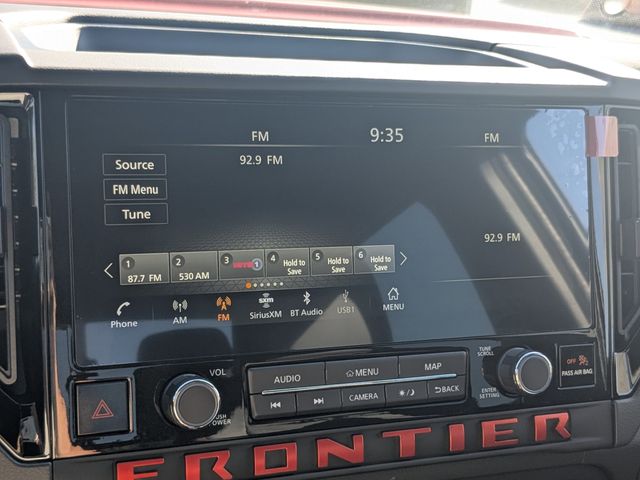 FM 9:35 FM
92.9 FM
Source
FM Menu
Tune
92.9 FM
1 2 3 4 5 6
87.7 FM 530 AM Hold to Save Hold to Save Hold to Save
Phone AM FM SiriusXM BT Audio USB1 MENU
sxm
VOL
PUSH POWER
AUDIO MENU MAP
CAMERA BACK
TUNE SCROLL
ENTER SETTING
OFF
PASS AIR BAG
FRONTIER